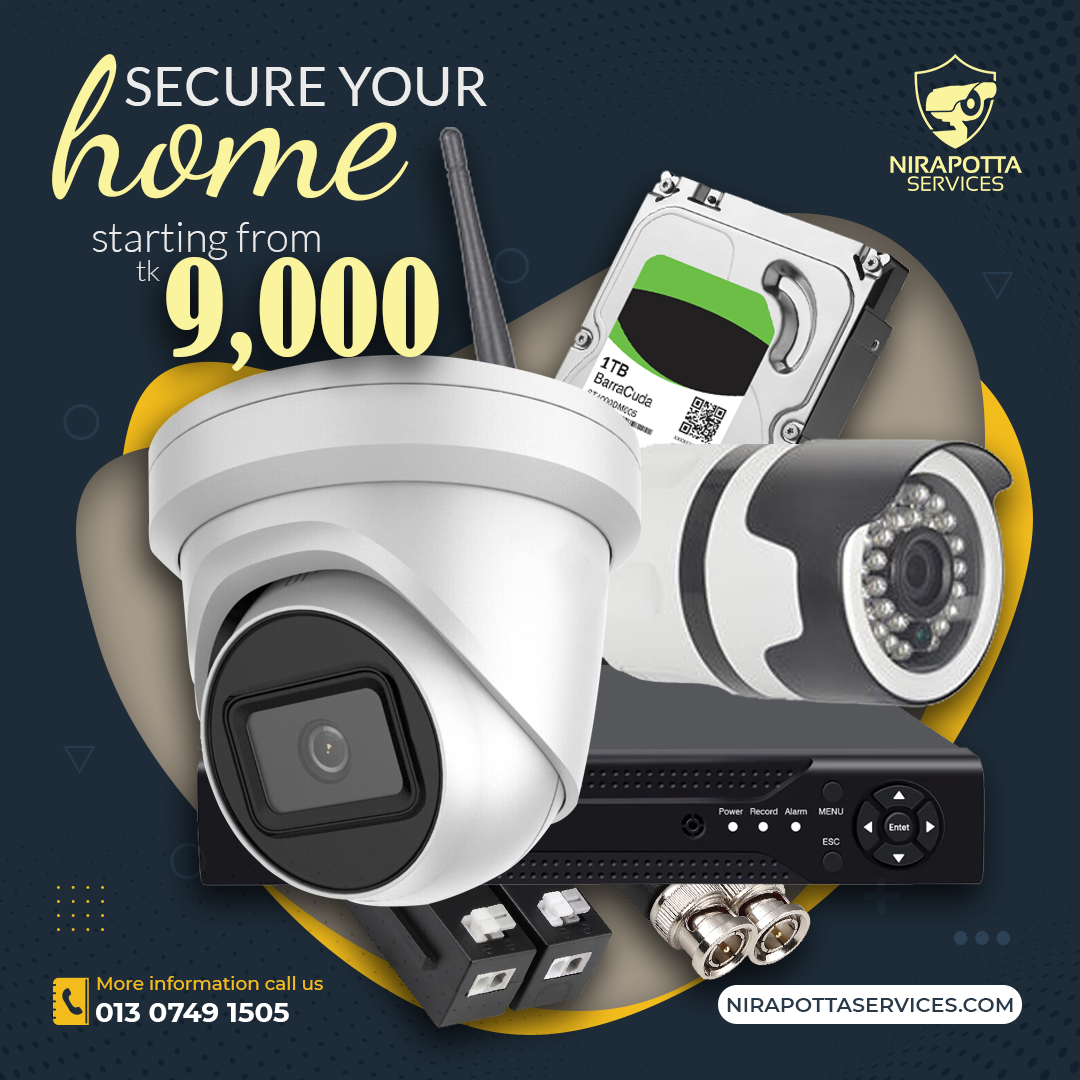 SECURE YOUR
home
starting from
tk 9,000
NIRAPOTTA
SERVICES
1TB
BarraCuda
Power Record Alarm MENU
ESC
Entet
More information call us
013 0749 1505
NIRAPOTTASERVICES.COM